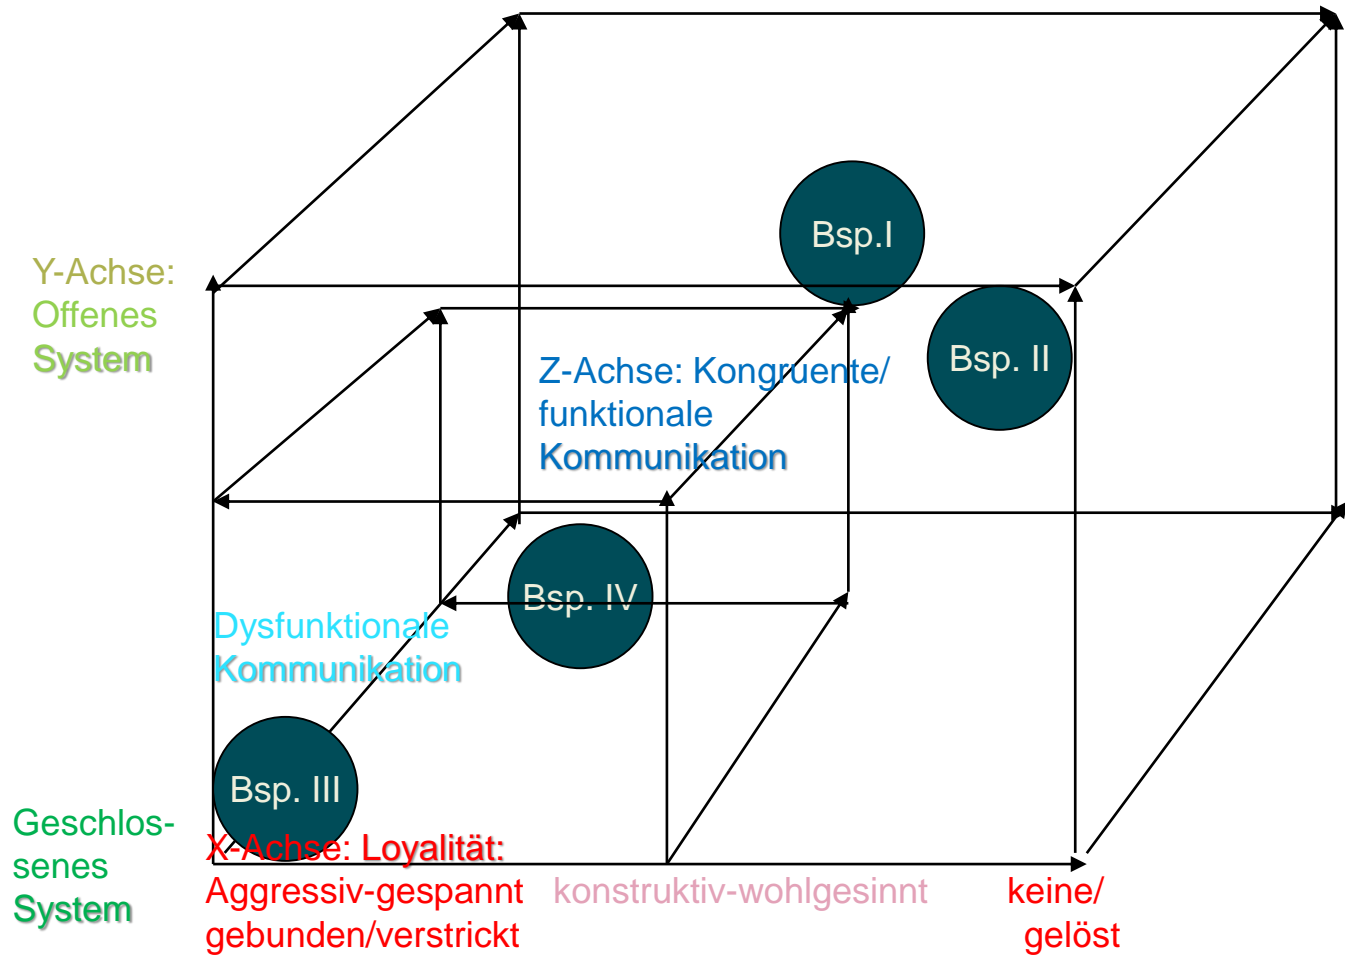 Bsp.I
Y-Achse:
Offenes
System
Bsp. II
Z-Achse: Kongruente/
funktionale
Kommunikation
Bsp. IV
Dysfunktionale
Kommunikation
Bsp. III
Geschlos-
senes
System
X-Achse: Loyalität:
Aggressiv-gespannt
gebunden/verstrickt
konstruktiv-wohlgesinnt
keine/
gelöst